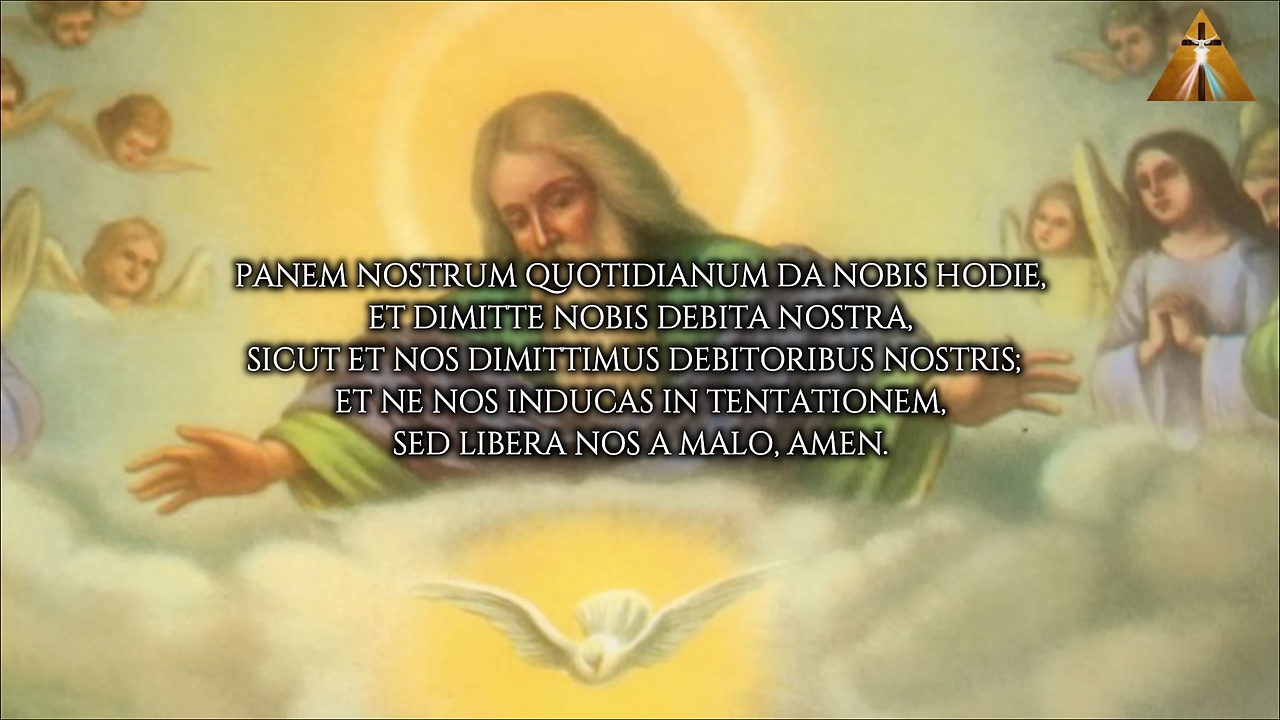 PANEM NOSTRUM QUOTIDIANUM DA NOBIS HODIE,
ET DIMITTE NOBIS DEBITA NOSTRA,
SICUT ET NOS DIMITTIMUS DEBITORIBUS NOSTRIS;
ET NE NOS INDUCAS IN TENTATIONEM,
SED LIBERA NOS A MALO, AMEN.